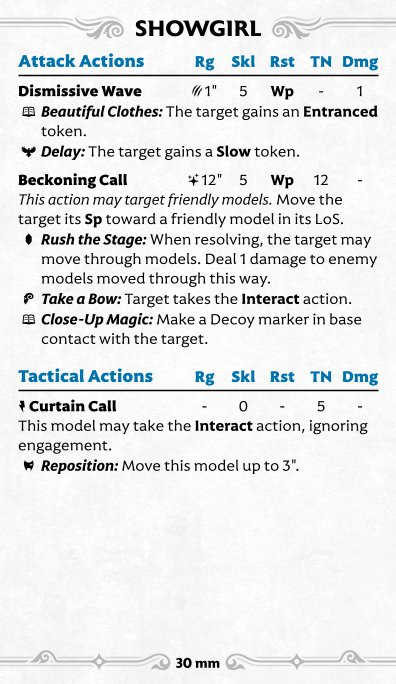 SHOWGIRL
Attack Actions Rg Skl Rst TN Dmg
Dismissive Wave 1" 5 Wp - 1
Beautiful Clothes: The target gains an Entranced
token.
Delay: The target gains a Slow token.
Beckoning Call 12" 5 Wp 12 -
This action may target friendly models. Move the
target its Sp toward a friendly model in its LoS.
Rush the Stage: When resolving, the target may
move through models. Deal 1 damage to enemy
models moved through this way.
Take a Bow: Target takes the Interact action.
Close-Up Magic: Make a Decoy marker in base
contact with the target.
Tactical Actions Rg Skl Rst TN Dmg
Curtain Call - 0 - 5 -
This model may take the Interact action, ignoring
engagement.
Reposition: Move this model up to 3".
30 mm